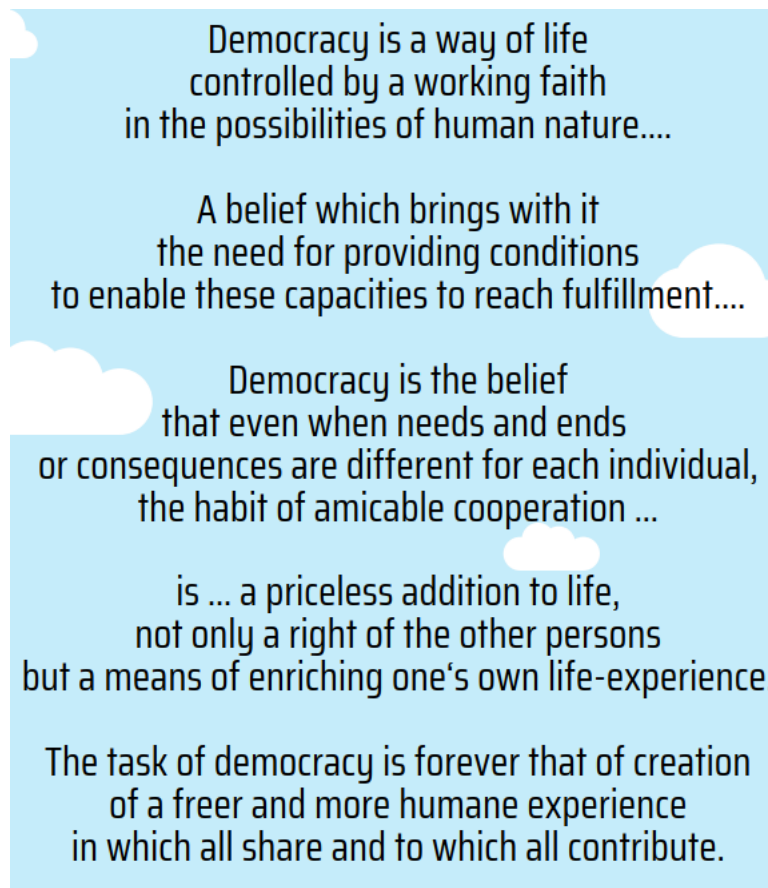 Democracy is a way of life
controlled by a working faith
in the possibilities of human nature....
A belief which brings with it
the need for providing conditions
to enable these capacities to reach fulfillment....
Democracy is the belief
that even when needs and ends
or consequences are different for each individual,
the habit of amicable cooperation ...
is ... a priceless addition to life,
not only a right of the other persons
but a means of enriching one‘s own life-experience
The task of democracy is forever that of creation
of a freer and more humane experience
in which all share and to which all contribute.